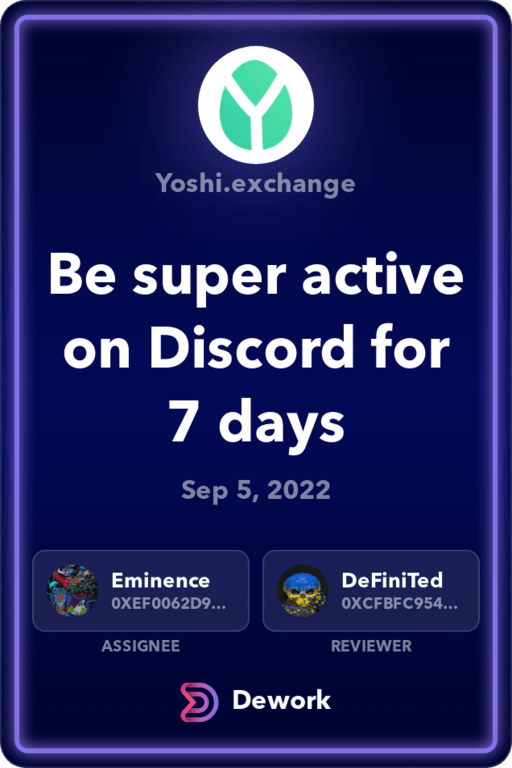 Yoshi.exchange
Be super active
on Discord for
7 days
Sep 5, 2022
Eminence
0XEF0062D9...
ASSIGNEE
DeFiniTed
0XCFBFC954...
REVIEWER
Dework